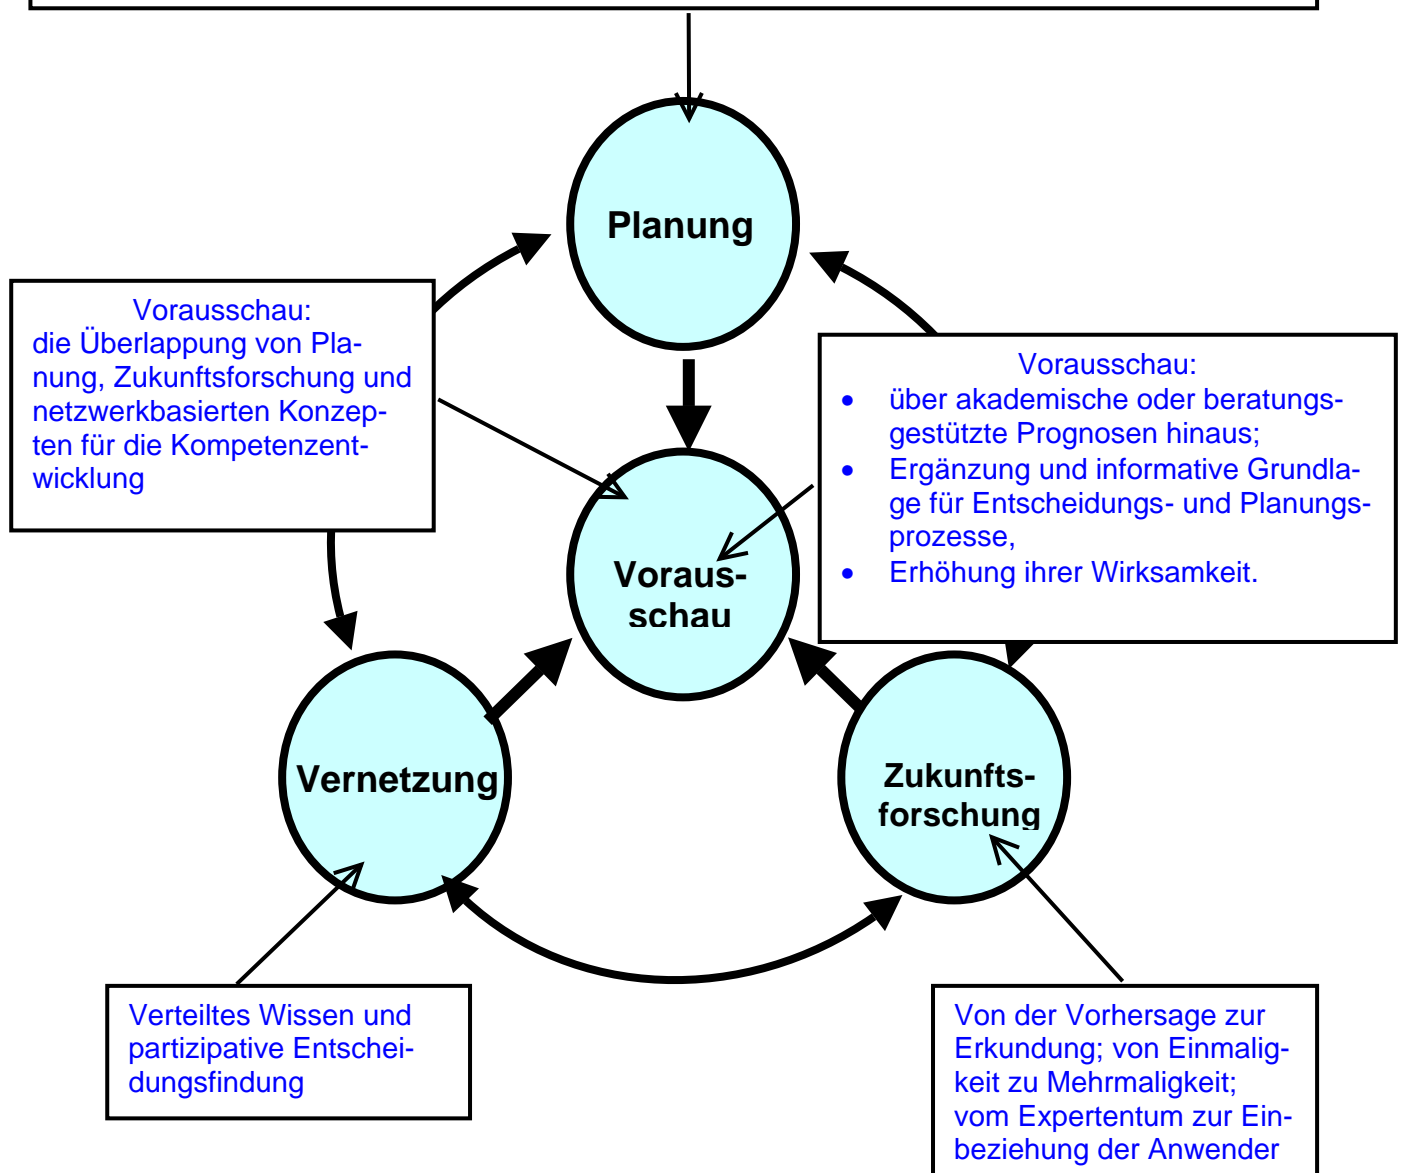 Planung
Vorausschau:
die Überlappung von Pla-
nung, Zukunftsforschung und
netzwerkbasierten Konzep-
ten für die Kompetenzent-
wicklung
Vorausschau:
• über akademische oder beratungs-
gestützte Prognosen hinaus;
• Ergänzung und informative Grundla-
ge für Entscheidungs- und Planungs-
prozesse,
• Erhöhung ihrer Wirksamkeit.
Voraus-
schau
Vernetzung
Zukunfts-
forschung
Verteiltes Wissen und
partizipative Entschei-
dungsfindung
Von der Vorhersage zur
Erkundung; von Einmalig-
keit zu Mehrmaligkeit;
vom Expertentum zur Ein-
beziehung der Anwender